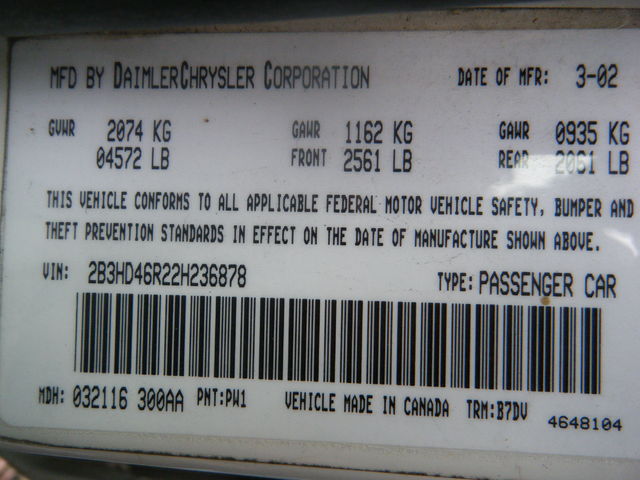 MFD BY DAIMLERCHRYSLER CORPORATION DATE OF MFR: 3-02
GVWR 2074 KG GAWR 1162 KG GAWR 0935 KG
04572 LB FRONT 2561 LB REAR 2061 LB
THIS VEHICLE CONFORMS TO ALL APPLICABLE FEDERAL MOTOR VEHICLE SAFETY, BUMPER AND
THEFT PREVENTION STANDARDS IN EFFECT ON THE DATE OF MANUFACTURE SHOWN ABOVE.
VIN: 2B3HD46R22H236878 TYPE: PASSENGER CAR
MDH: 032116 300AA PNT: PW1 VEHICLE MADE IN CANADA TRM: B7DV 4648104